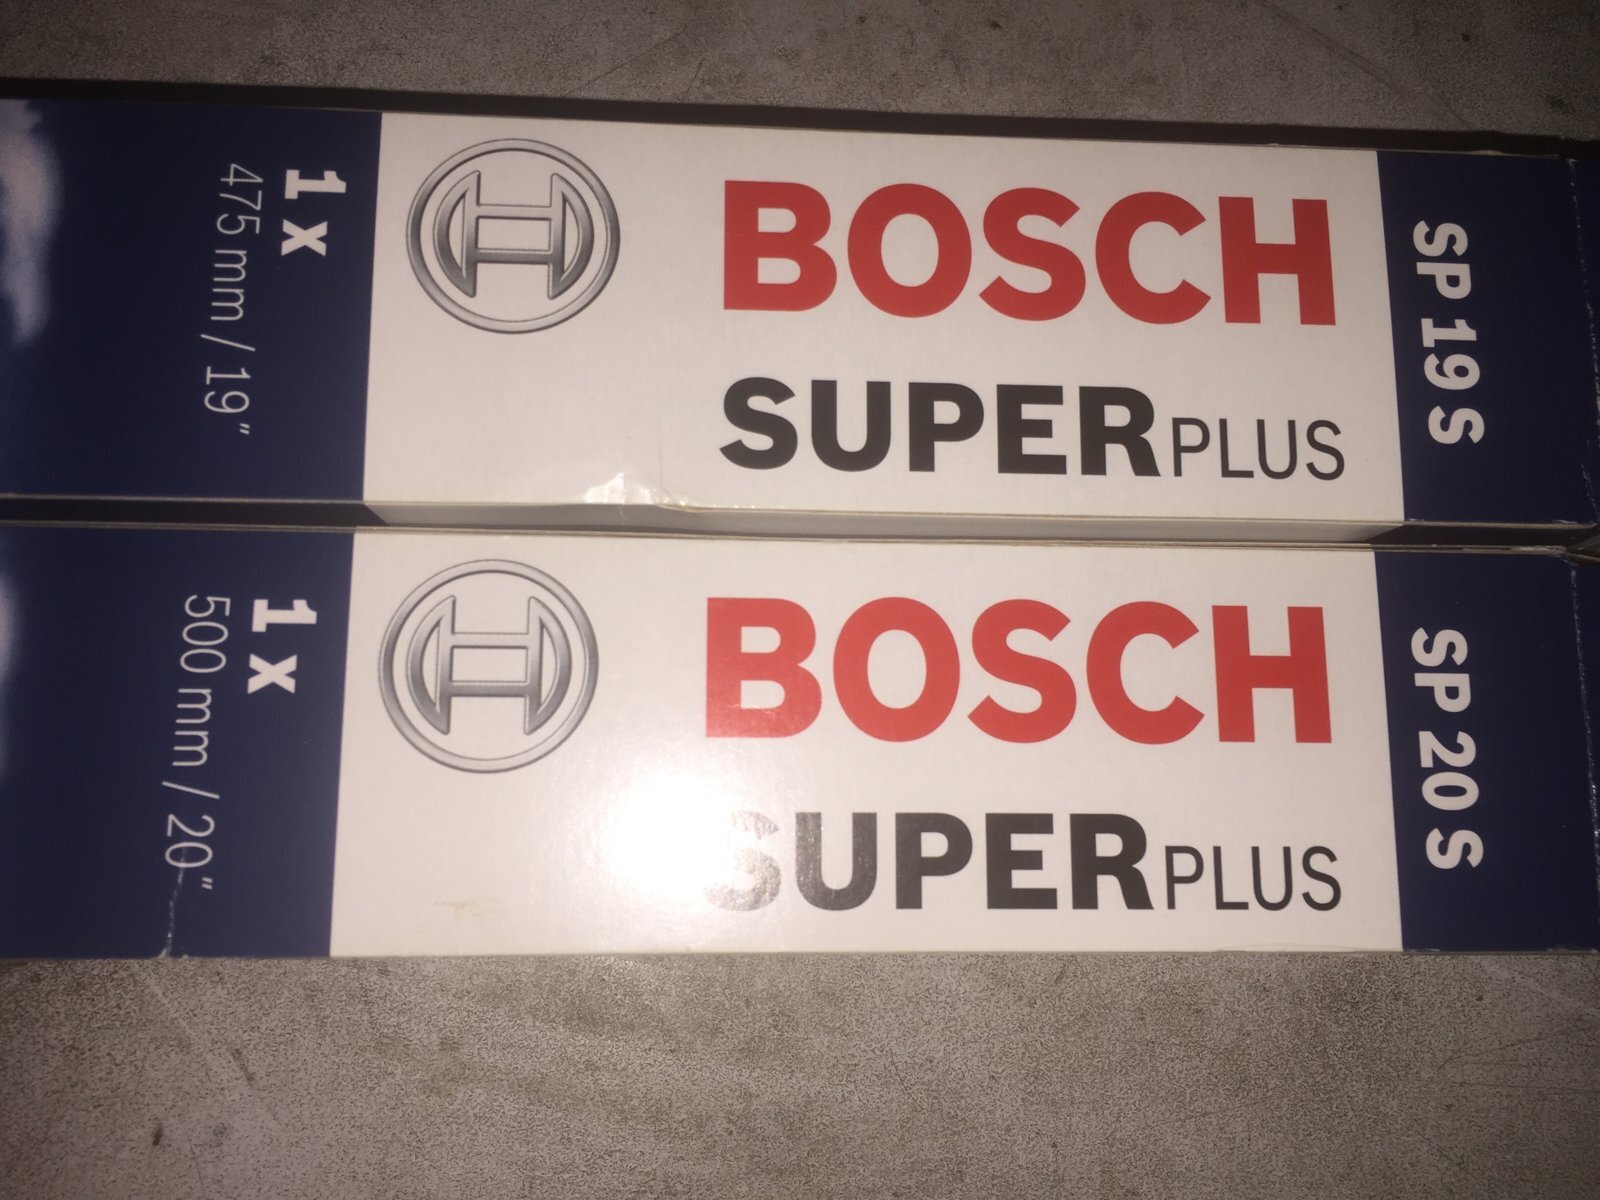 1 x
475 mm / 19"
BOSCH
SUPERPLUS
SP 19 S
1 x
500 mm / 20"
BOSCH
SUPERPLUS
SP 20 S